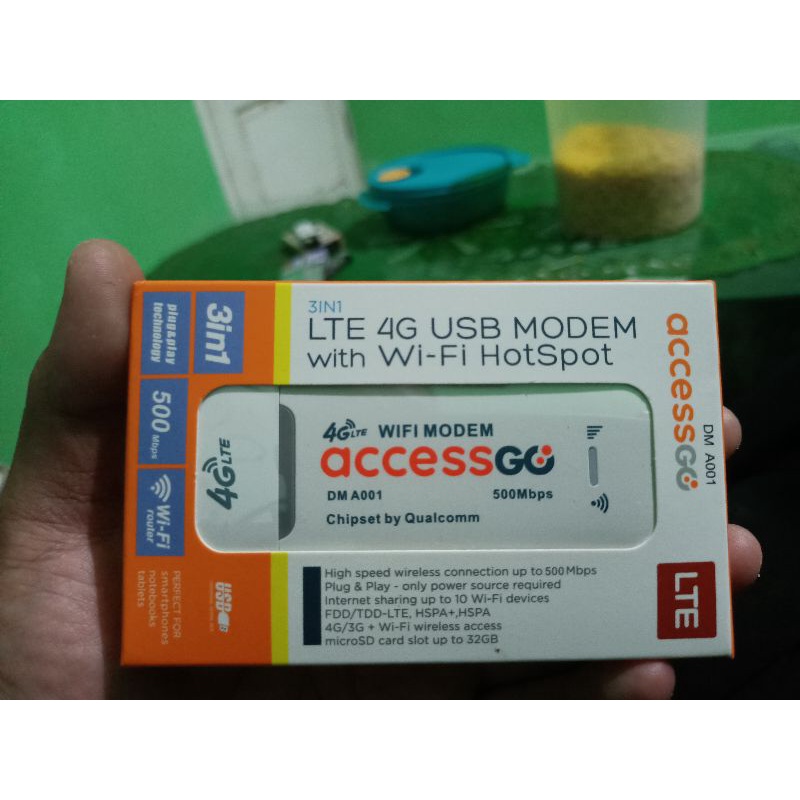 3in1
plug&play
technology
500 Mbps
Wi-Fi
router
PERFECT FOR
smartphones
notebooks
tablets
USB
3IN1
LTE 4G USB MODEM
with Wi-Fi HotSpot
4G LTE
4G LTE WIFI MODEM
accessGO
DM A001
500Mbps
Chipset by Qualcomm
High speed wireless connection up to 500Mbps
Plug & Play - only power source required
Internet sharing up to 10 Wi-Fi devices
FDD/TDD-LTE, HSPA+,HSPA
4G/3G + Wi-Fi wireless access
microSD card slot up to 32GB
accessGO
DM A001
LTE